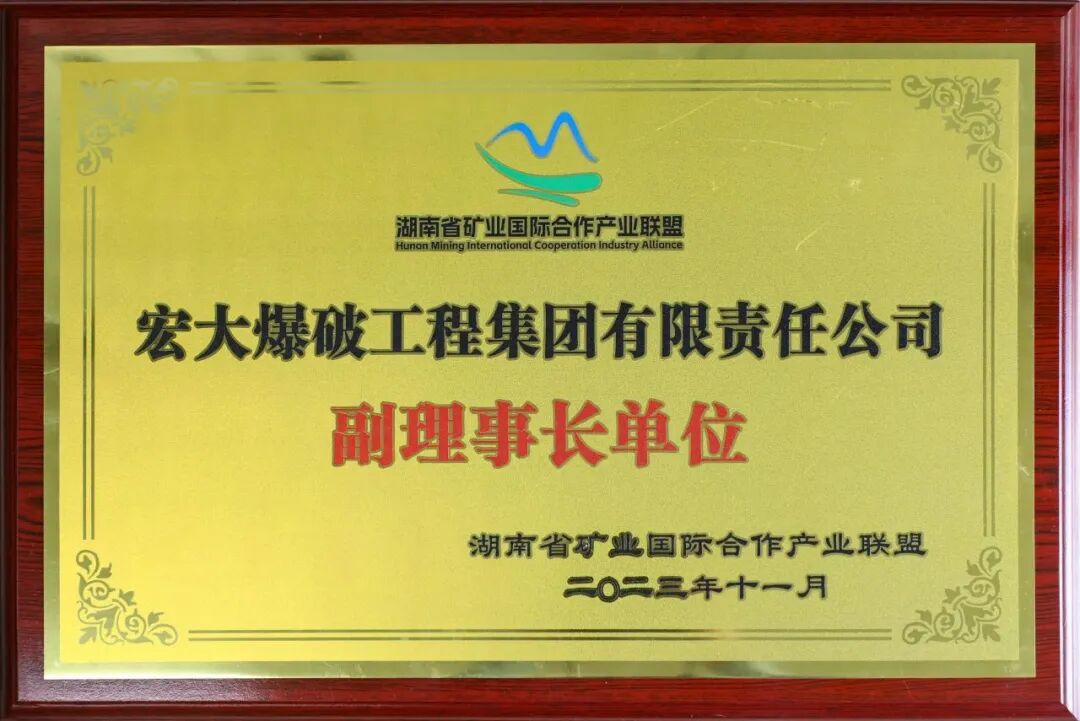 湖南省矿业国际合作产业联盟
Hunan Mining International Cooperation Industry Alliance
宏大爆破工程集团有限责任公司
副理事长单位
湖南省矿业国际合作产业联盟
二〇二三年十一月